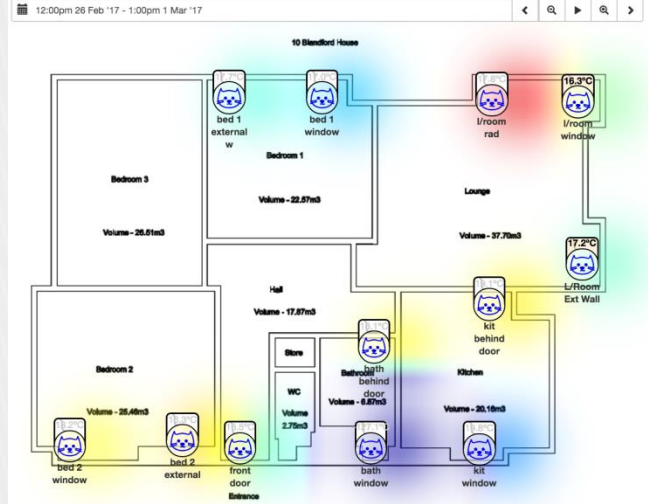 12:00pm 26 Feb '17 - 1:00pm 1 Mar '17
10 Blandford House
bed 1
external
w
bed 1
window
l/room
rad
16.3°C
l/room
window
Bedroom 1
Bedroom 3
Volume - 22.57m3
Lounge
Volume - 26.51m3
Volume - 37.70m3
17.2°C
L/Room
Ext Wall
Hall
Volume - 17.87m3
kit
behind
door
Store
bath
behind
door
Bedroom 2
Bathroom
Kitchen
WC
Volume - 6.87m3
Volume - 25.46m3
Volume
2.75m3
Volume - 20.16m3
bed 2
window
bed 2
external
front
door
bath
window
kit
window
Entrance